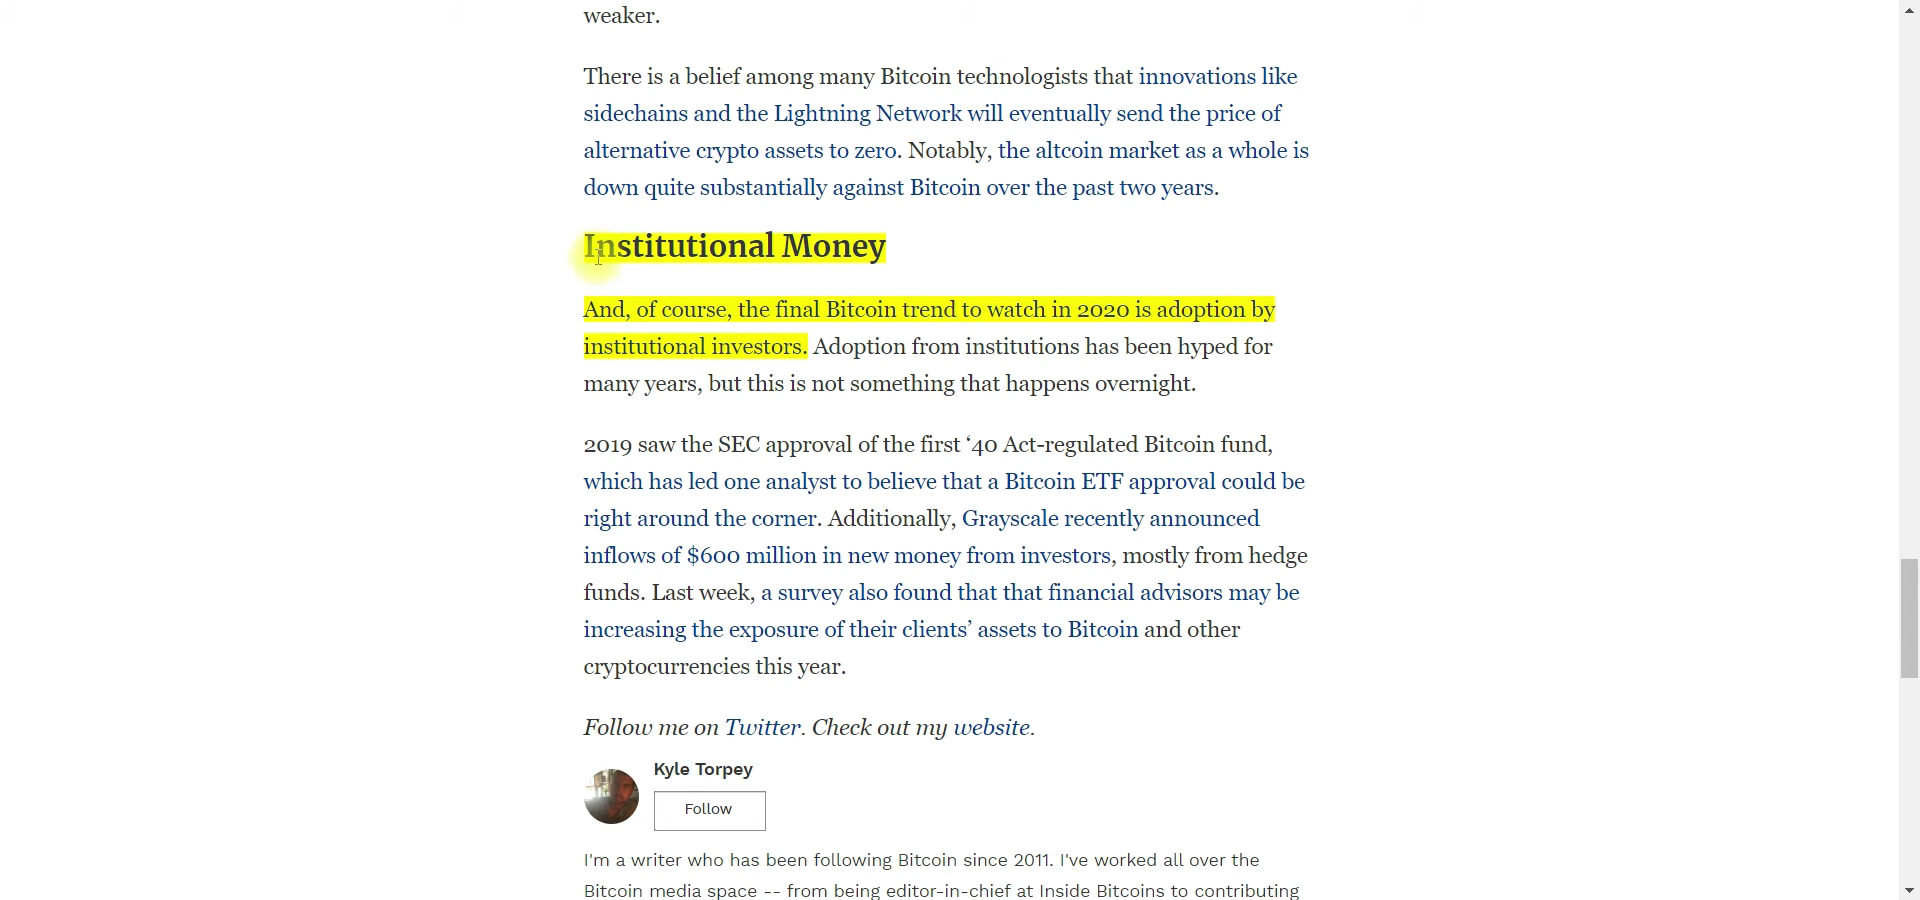 weaker.
There is a belief among many Bitcoin technologists that innovations like
sidechains and the Lightning Network will eventually send the price of
alternative crypto assets to zero. Notably, the altcoin market as a whole is
down quite substantially against Bitcoin over the past two years.
Institutional Money
And, of course, the final Bitcoin trend to watch in 2020 is adoption by
institutional investors. Adoption from institutions has been hyped for
many years, but this is not something that happens overnight.
2019 saw the SEC approval of the first ‘40 Act-regulated Bitcoin fund,
which has led one analyst to believe that a Bitcoin ETF approval could be
right around the corner. Additionally, Grayscale recently announced
inflows of $600 million in new money from investors, mostly from hedge
funds. Last week, a survey also found that that financial advisors may be
increasing the exposure of their clients’ assets to Bitcoin and other
cryptocurrencies this year.
Follow me on Twitter. Check out my website.
Kyle Torpey
Follow
I'm a writer who has been following Bitcoin since 2011. I've worked all over the
Bitcoin media space -- from being editor-in-chief at Inside Bitcoins to contributing